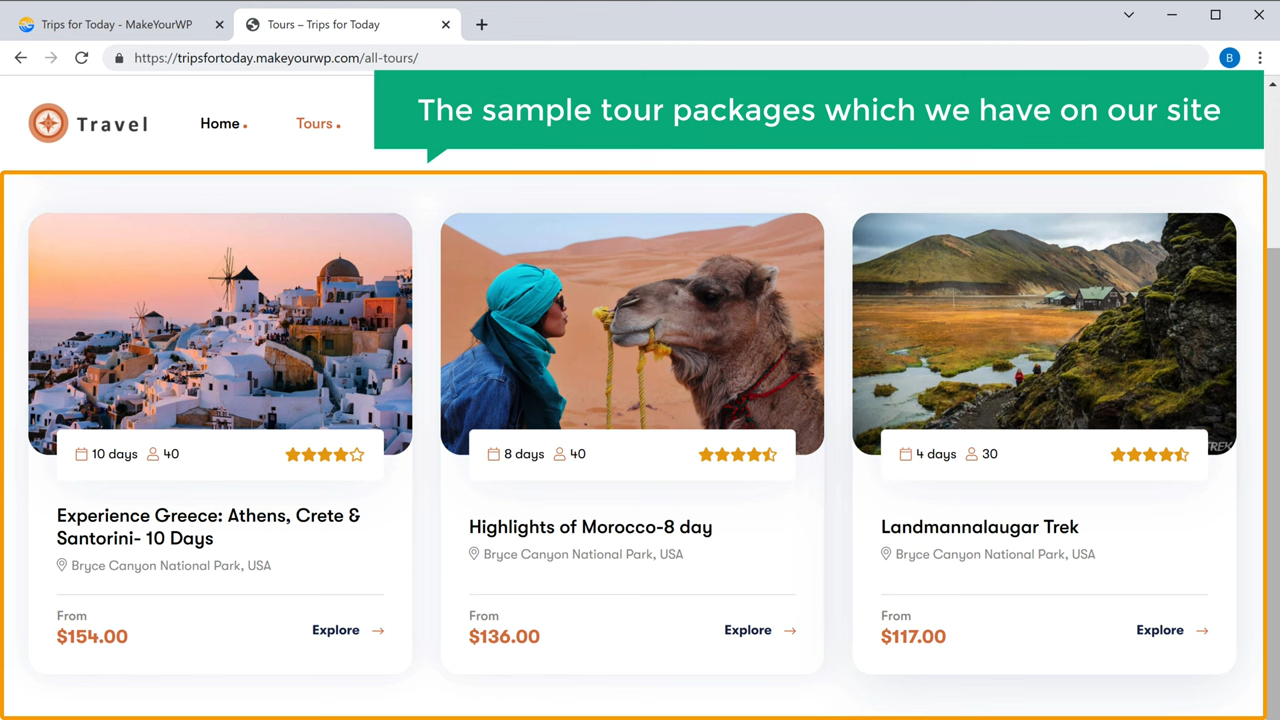 Trips for Today - MakeYourWP
Tours – Trips for Today
https://tripsfortoday.makeyourwp.com/all-tours/
B
The sample tour packages which we have on our site
Travel
Home
Tours
10 days 40
8 days 40
4 days 30
TREK
Experience Greece: Athens, Crete &
Santorini- 10 Days
Bryce Canyon National Park, USA
From
$154.00
Explore →
Highlights of Morocco-8 day
Bryce Canyon National Park, USA
From
$136.00
Explore →
Landmannalaugar Trek
Bryce Canyon National Park, USA
From
$117.00
Explore →